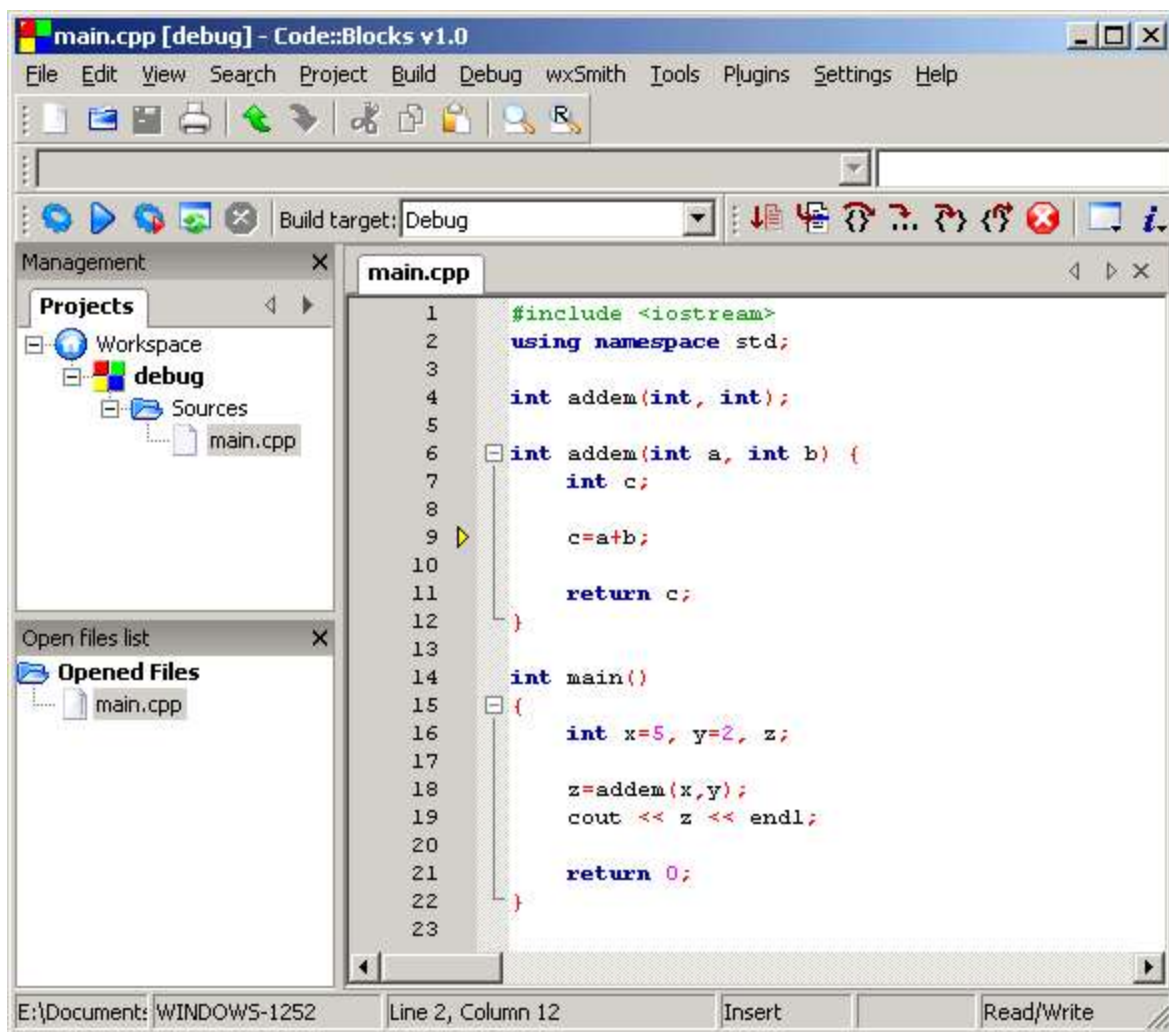 main.cpp [debug] - Code::Blocks v1.0
File Edit View Search Project Build Debug wxSmith Tools Plugins Settings Help
R
Build target: Debug
Management
Projects
Workspace
debug
Sources
main.cpp
Open files list
Opened Files
main.cpp
main.cpp
1 #include <iostream>
2 using namespace std;
3
4 int addem(int, int);
5
6 int addem(int a, int b) {
7     int c;
8
9     c=a+b;
10
11     return c;
12 }
13
14 int main()
15 {
16     int x=5, y=2, z;
17
18     z=addem(x,y);
19     cout << z << endl;
20
21     return 0;
22 }
23
E:\Document: WINDOWS-1252 Line 2, Column 12 Insert Read/Write